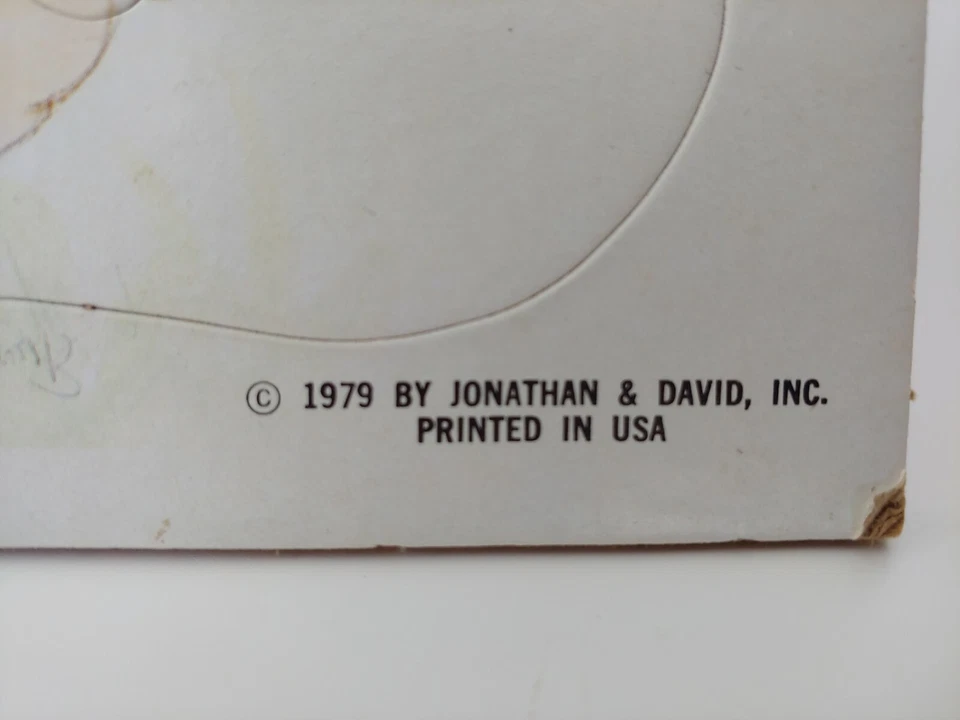 © 1979 BY JONATHAN & DAVID, INC.
PRINTED IN USA